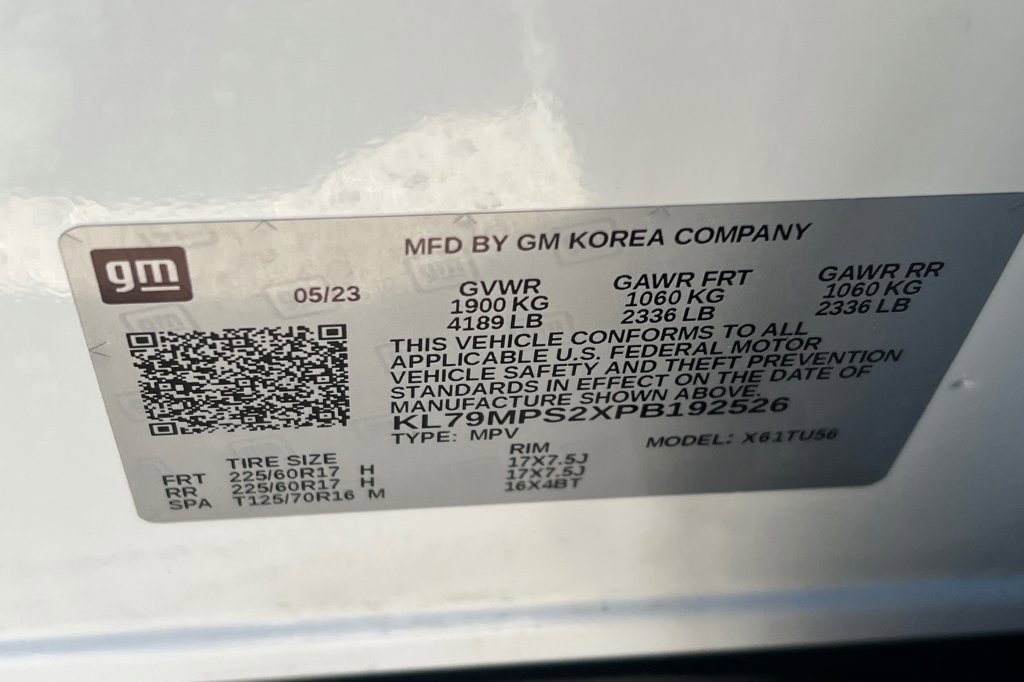 gm
MFD BY GM KOREA COMPANY
05/23
GVWR GAWR FRT GAWR RR
1900 KG 1060 KG 1060 KG
4189 LB 2336 LB 2336 LB
THIS VEHICLE CONFORMS TO ALL
APPLICABLE U.S. FEDERAL MOTOR
VEHICLE SAFETY AND THEFT PREVENTION
STANDARDS IN EFFECT ON THE DATE OF
MANUFACTURE SHOWN ABOVE.
KL79MPS2XPB192526
TYPE: MPV MODEL: X61TU56
TIRE SIZE RIM
FRT 225/60R17 H 17X7.5J
RR 225/60R17 H 17X7.5J
SPA T125/70R16 M 16X4BT